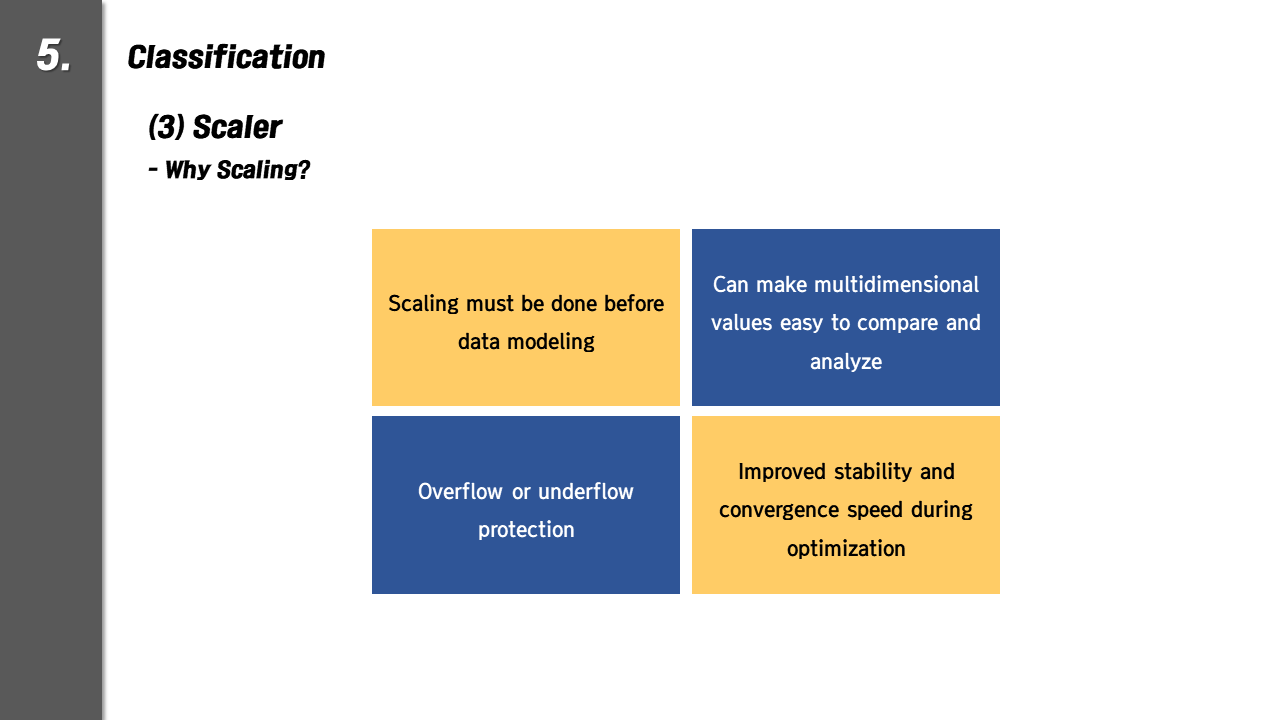 5.
Classification
(3) Scaler
- Why Scaling?
Scaling must be done before
data modeling
Can make multidimensional
values easy to compare and
analyze
Overflow or underflow
protection
Improved stability and
convergence speed during
optimization